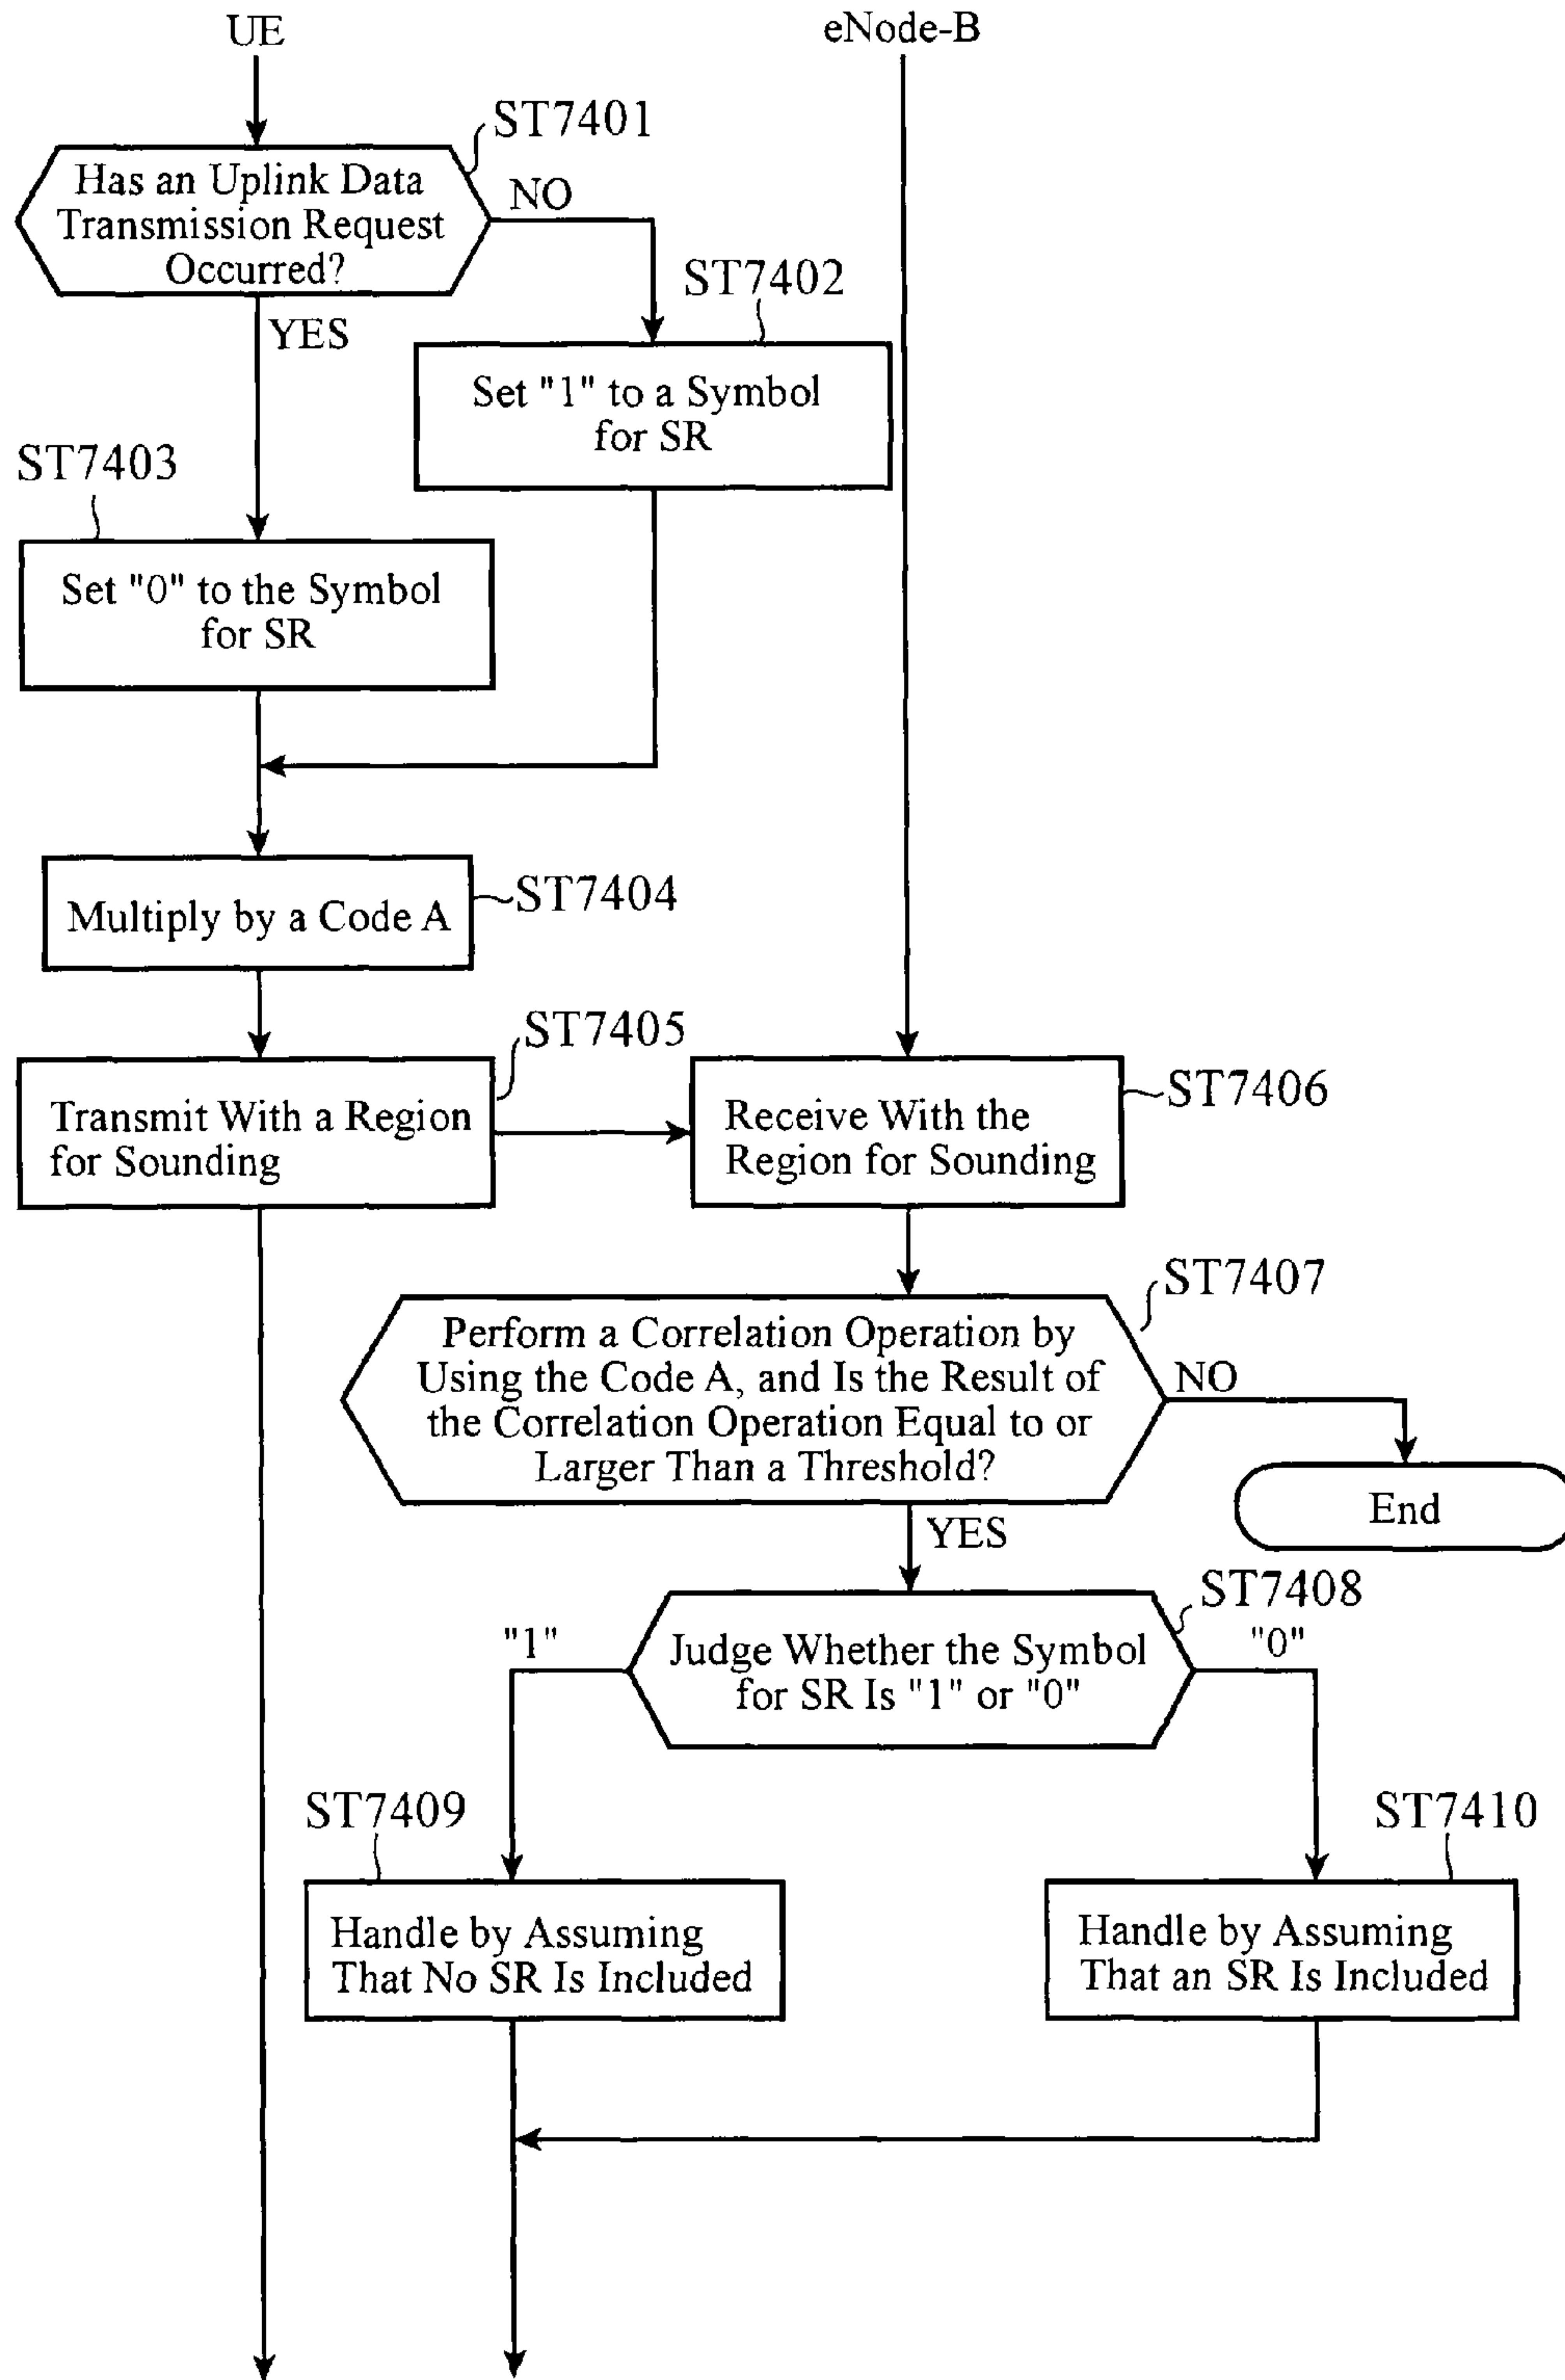 UE
eNode-B
ST7401
Has an Uplink Data
Transmission Request
Occurred?
NO
YES
ST7402
Set "1" to a Symbol
for SR
ST7403
Set "0" to the Symbol
for SR
Multiply by a Code A
ST7404
ST7405
Transmit With a Region
for Sounding
ST7406
Receive With the
Region for Sounding
ST7407
Perform a Correlation Operation by
Using the Code A, and Is the Result of
the Correlation Operation Equal to or
Larger Than a Threshold?
NO
End
YES
ST7408
"1"
Judge Whether the Symbol
for SR Is "1" or "0"
"0"
ST7409
Handle by Assuming
That No SR Is Included
ST7410
Handle by Assuming
That an SR Is Included